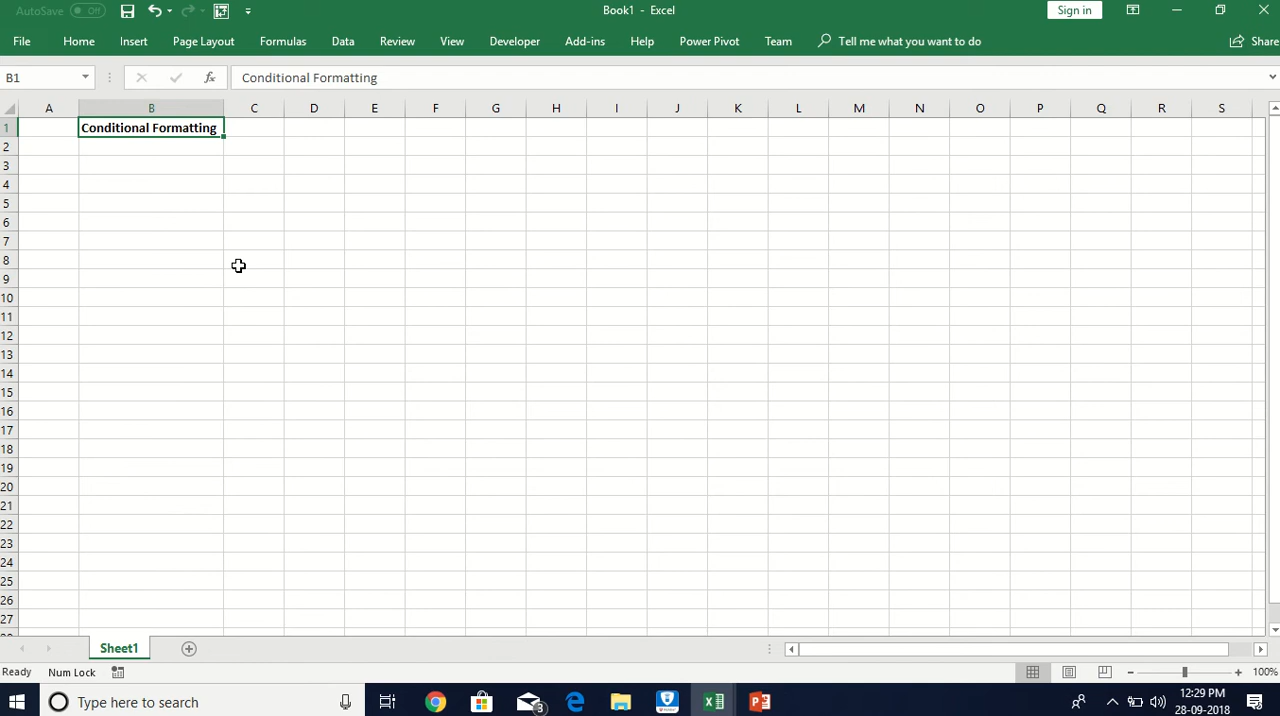 AutoSave Off
Book1 - Excel
Sign in
File Home Insert Page Layout Formulas Data Review View Developer Add-ins Help Power Pivot Team Tell me what you want to do Share
B1 fx Conditional Formatting
A B C D E F G H I J K L M N O P Q R S
1 Conditional Formatting
2
3
4
5
6
7
8
9
10
11
12
13
14
15
16
17
18
19
20
21
22
23
24
25
26
27
Sheet1
Ready Num Lock 100%
Type here to search
3
12:29 PM
28-09-2018